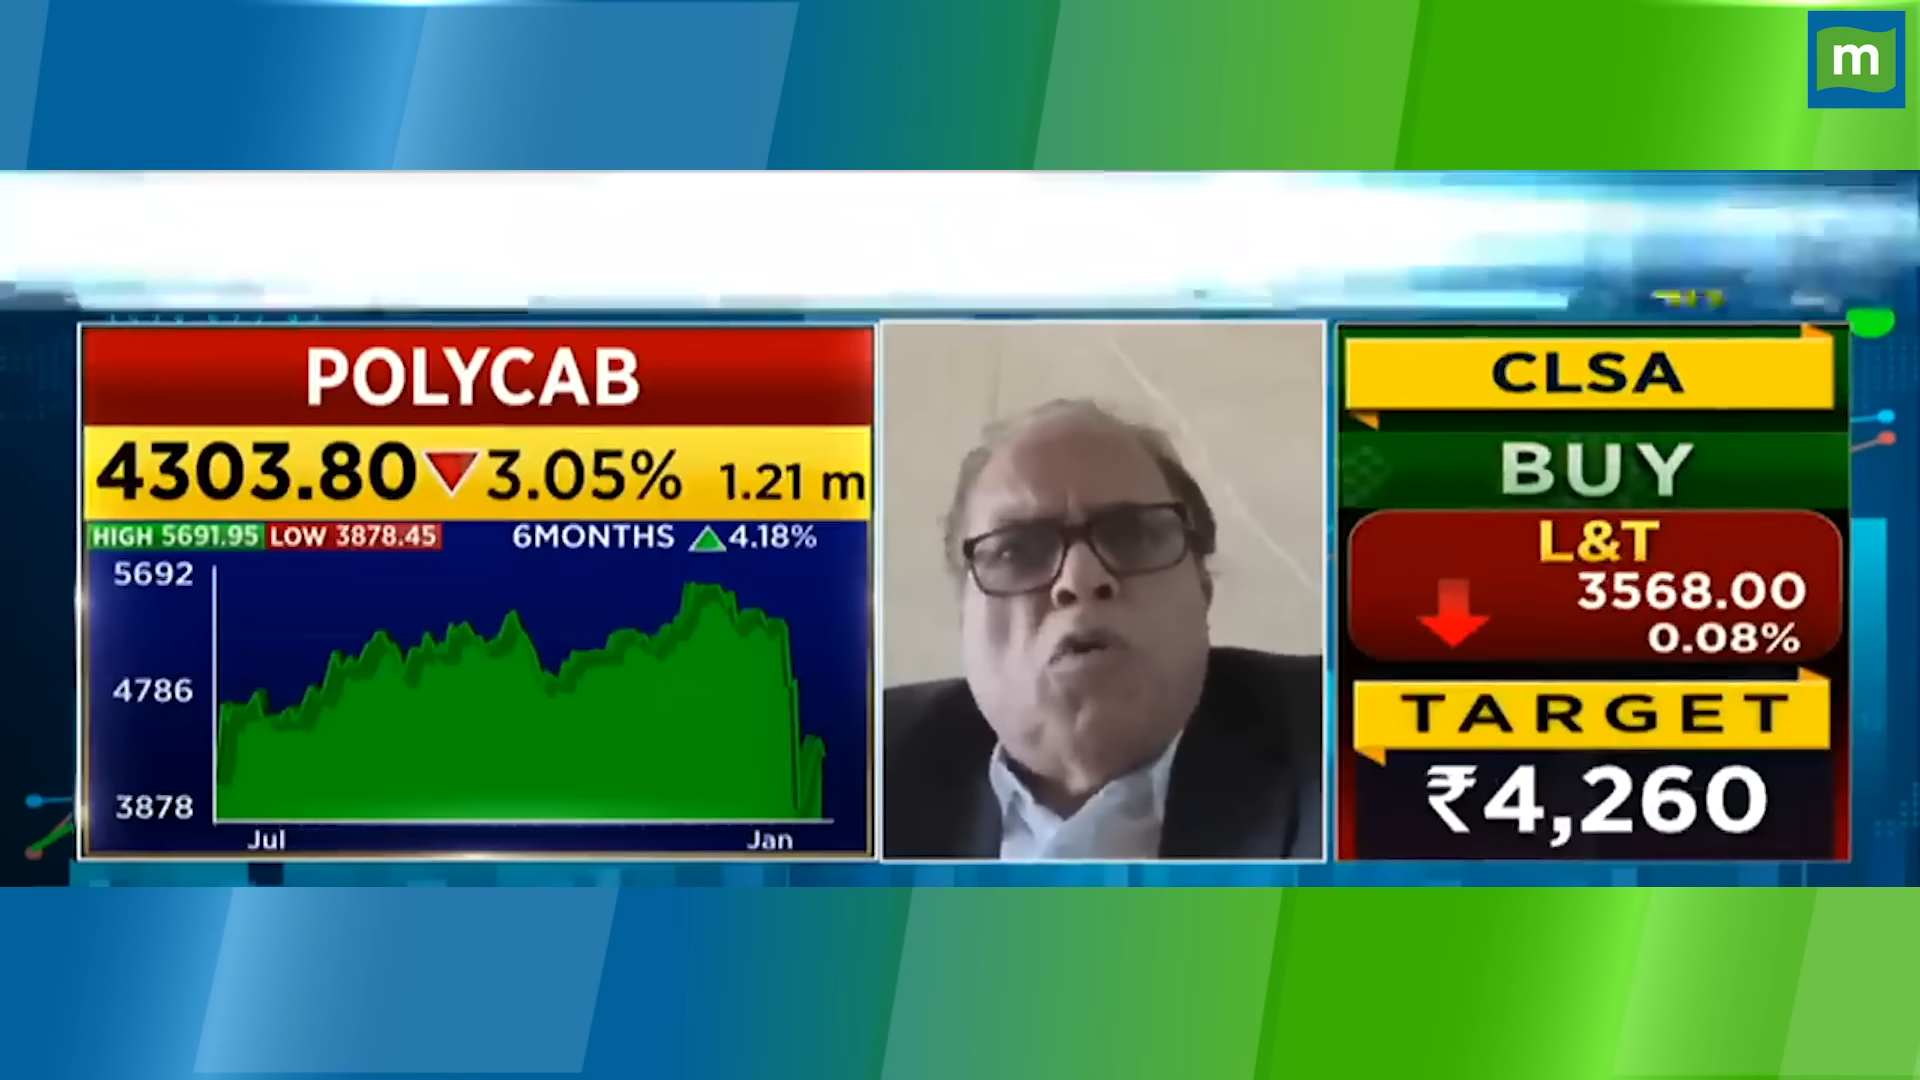 m
POLYCAB
4303.80 3.05% 1.21 m
HIGH 5691.95 LOW 3878.45 6MONTHS 4.18%
5692
4786
3878
Jul Jan
CLSA
BUY
L&T
3568.00
0.08%
TARGET
₹4,260